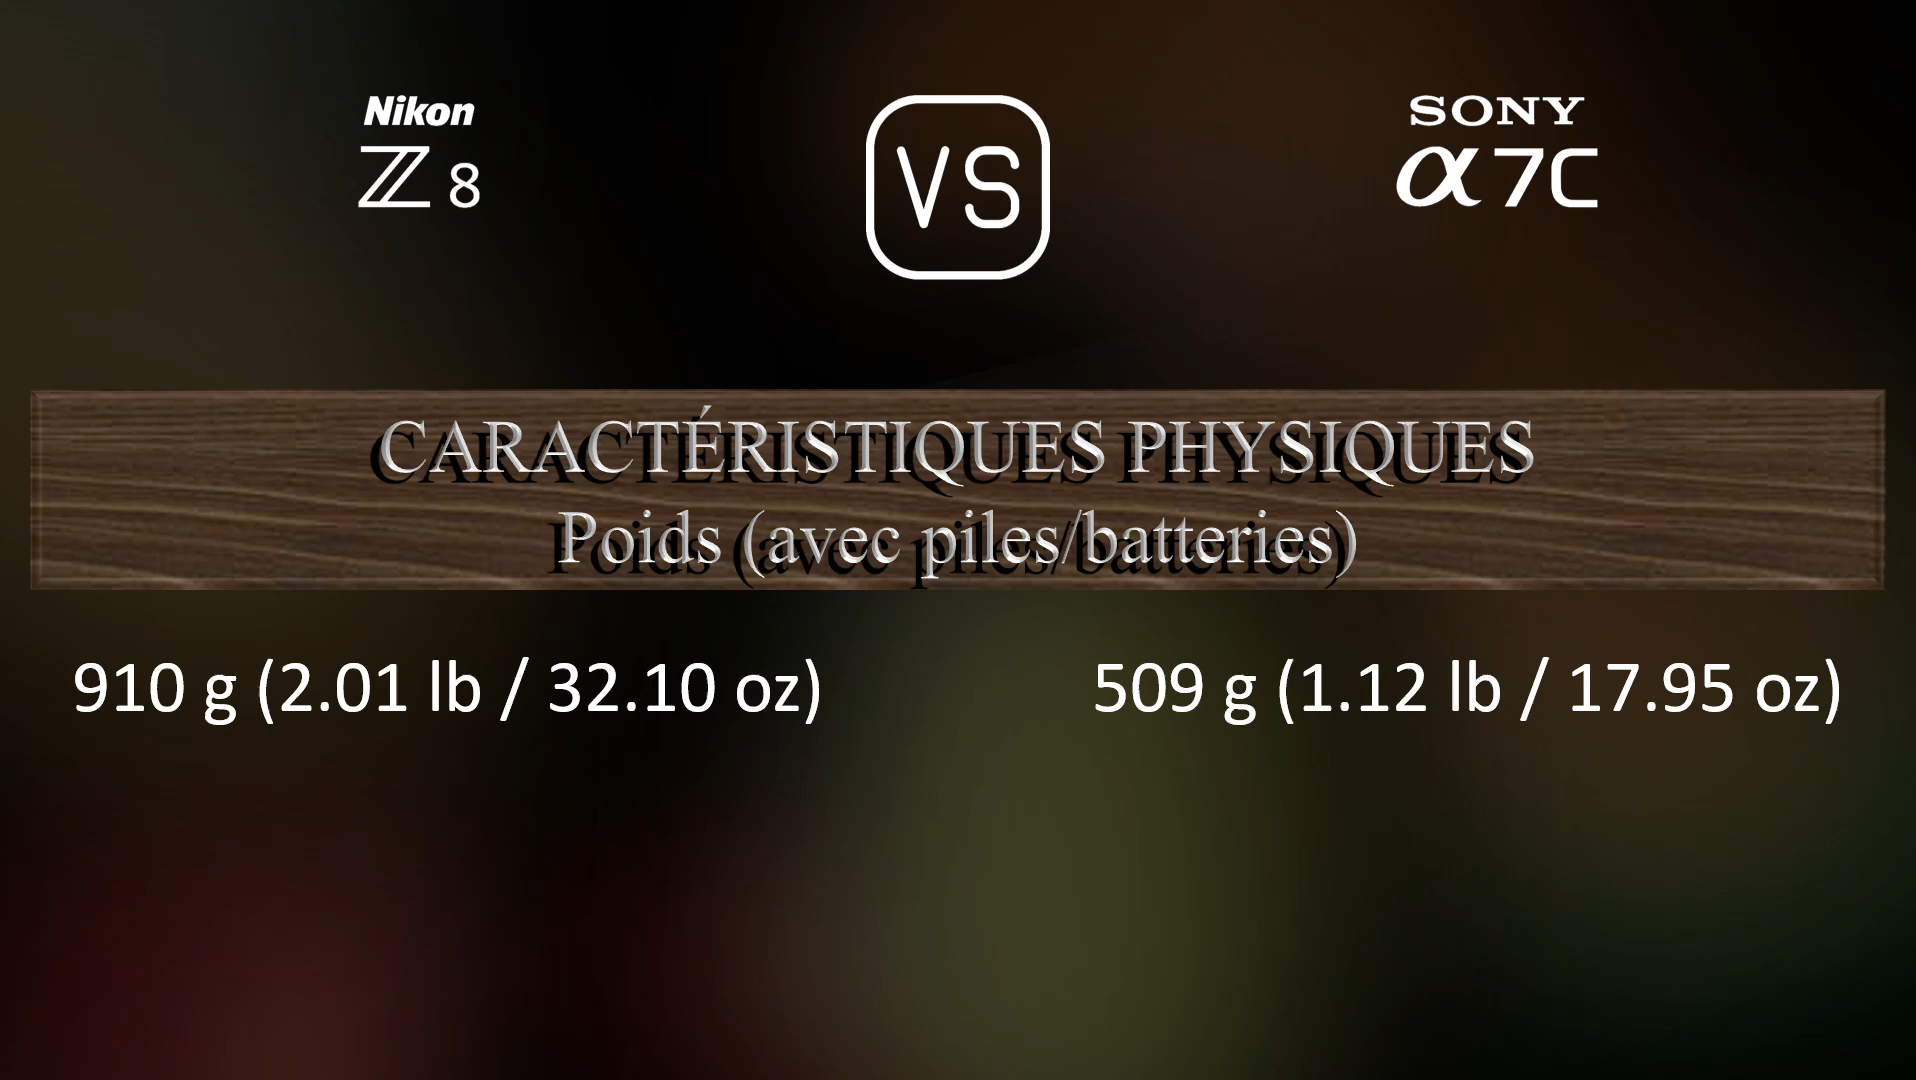 Nikon
Z 8
VS
SONY
α 7C
CARACTÉRISTIQUES PHYSIQUES
Poids (avec piles/batteries)
910 g (2.01 lb / 32.10 oz)
509 g (1.12 lb / 17.95 oz)